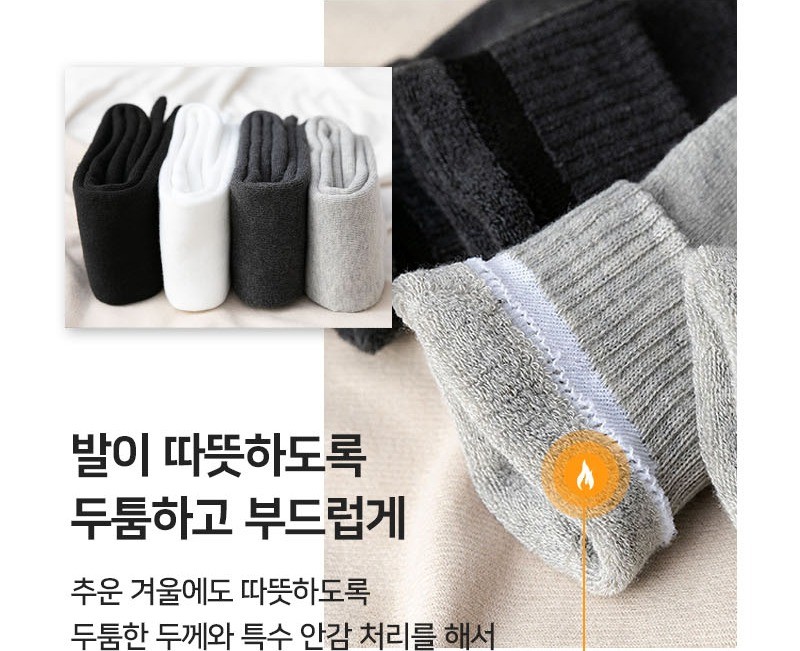 발이 따뜻하도록
두툼하고 부드럽게
추운 겨울에도 따뜻하도록
두툼한 두께와 특수 안감 처리를 해서